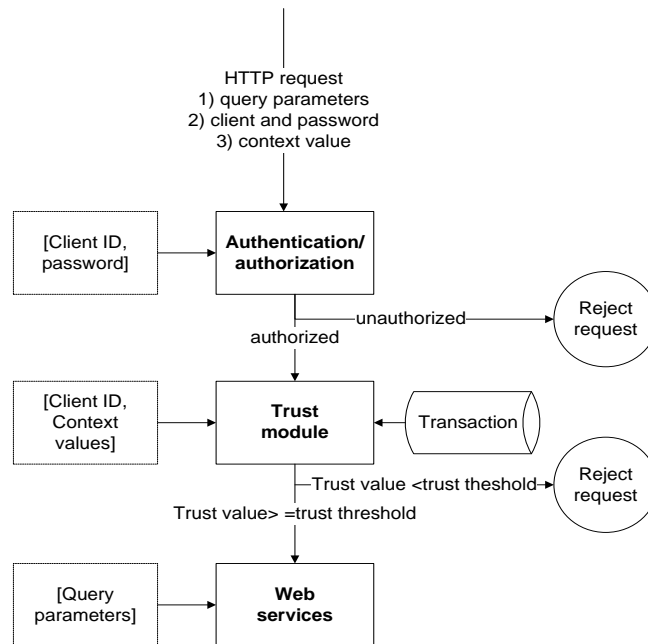 HTTP request
1) query parameters
2) client and password
3) context value
[Client ID,
password]
Authentication/
authorization
unauthorized
Reject
request
authorized
[Client ID,
Context
values]
Trust
module
Transaction
Trust value <trust theshold
Reject
request
Trust value> =trust threshold
[Query
parameters]
Web
services